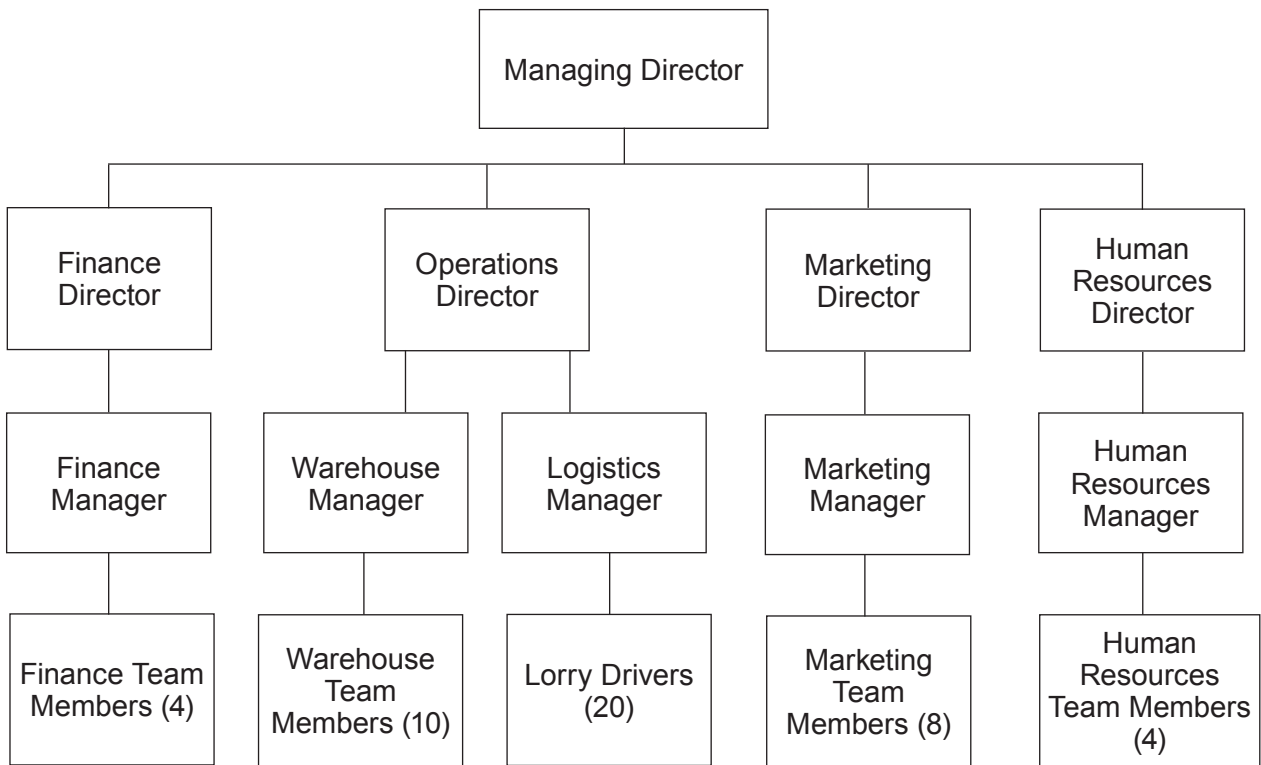 Managing Director
Finance
Director
Operations
Director
Marketing
Director
Human
Resources
Director
Finance
Manager
Warehouse
Manager
Logistics
Manager
Marketing
Manager
Human
Resources
Manager
Finance Team
Members (4)
Warehouse
Team
Members (10)
Lorry Drivers
(20)
Marketing
Team
Members (8)
Human
Resources
Team Members
(4)